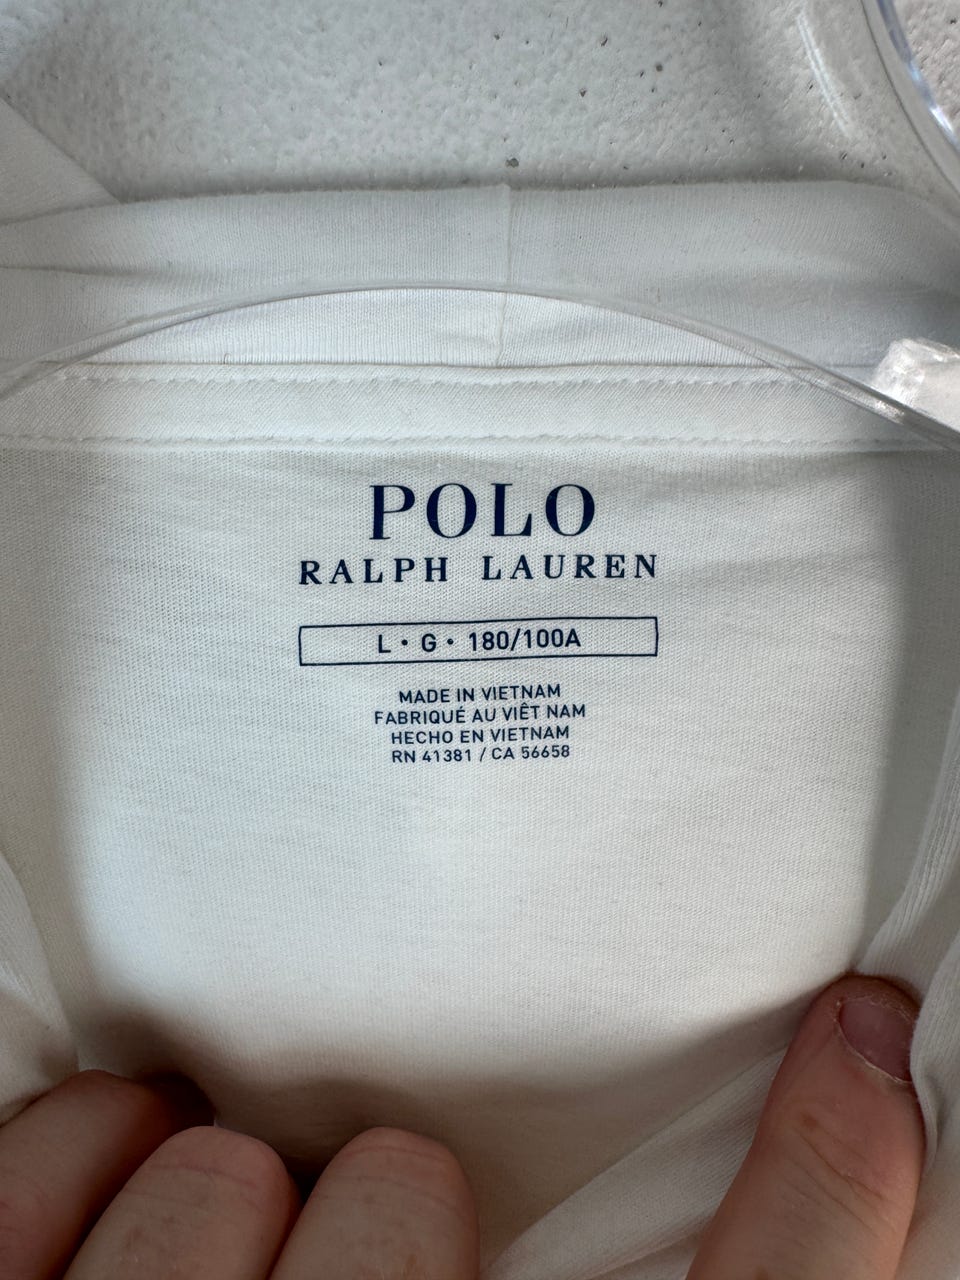 POLO
RALPH LAUREN
L • G • 180/100A
MADE IN VIETNAM
FABRIQUÉ AU VIÊT NAM
HECHO EN VIETNAM
RN 41381 / CA 56658